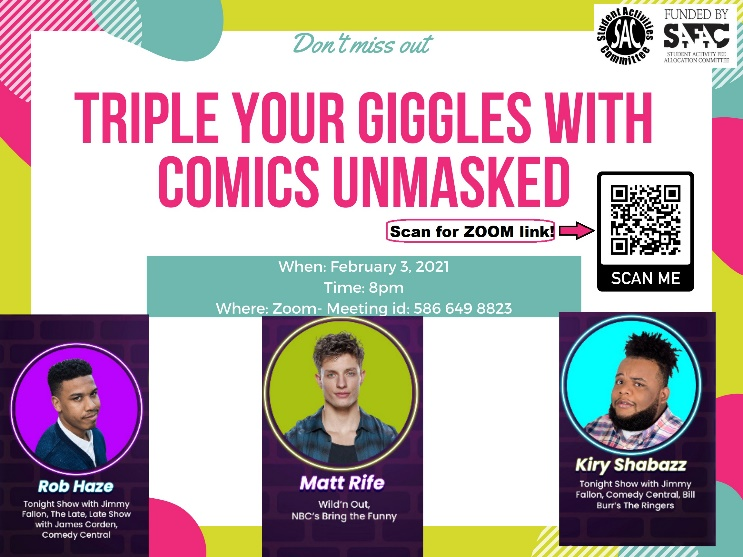 Don't miss out
Student Activities
SAC
Committee
FUNDED BY
SAFAC
STUDENT ACTIVITY FEE
ALLOCATION COMMITTEE
TRIPLE YOUR GIGGLES WITH
COMICS UNMASKED
Scan for ZOOM link!
SCAN ME
When: February 3, 2021
Time: 8pm
Where: Zoom- Meeting id: 586 649 8823
Rob Haze
Tonight Show with Jimmy
Fallon, The Late, Late Show
with James Corden,
Comedy Central
Matt Rife
Wild'n Out,
NBC's Bring the Funny
Kiry Shabazz
Tonight Show with Jimmy
Fallon, Comedy Central, Bill
Burr's The Ringers